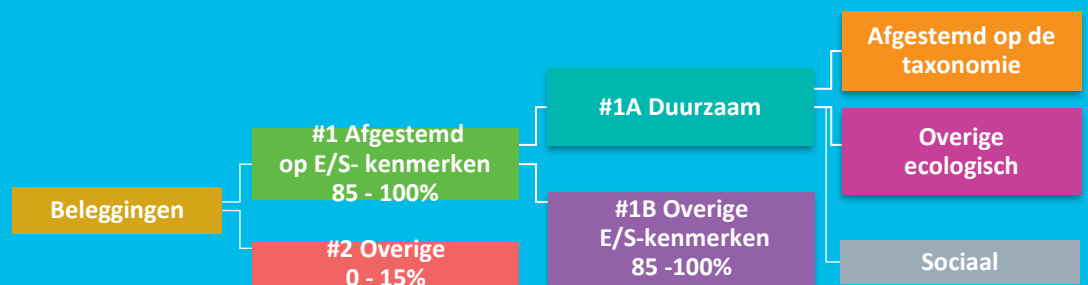 Beleggingen
#1 Afgestemd
op E/S- kenmerken
85 - 100%
#2 Overige
0 - 15%
#1A Duurzaam
#1B Overige
E/S-kenmerken
85 -100%
Afgestemd op de
taxonomie
Overige
ecologisch
Sociaal